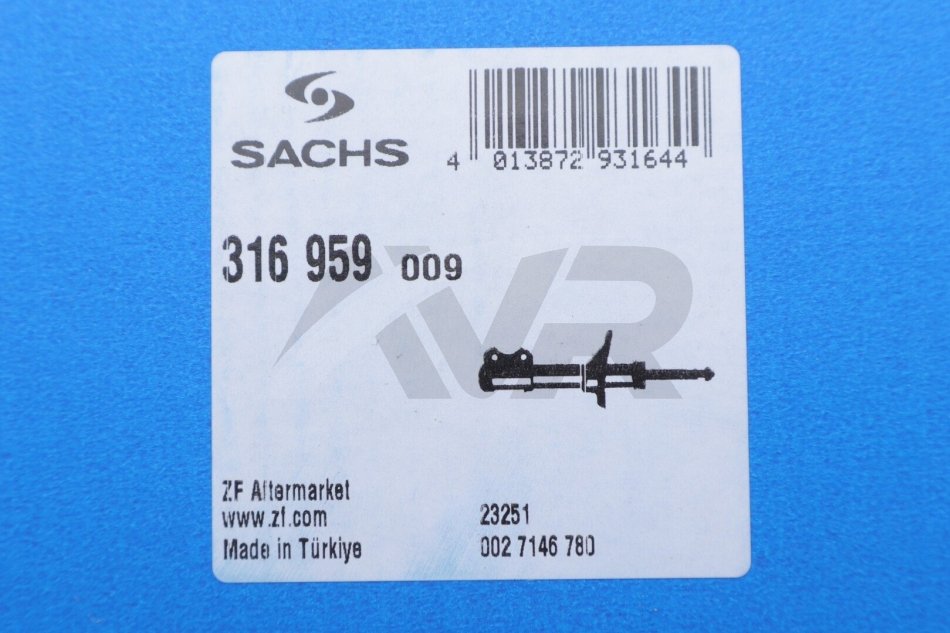 SACHS
4 013872 931644
316 959 009
VR
ZF Aftermarket
www.zf.com
Made in Türkiye
23251
002 7146 780